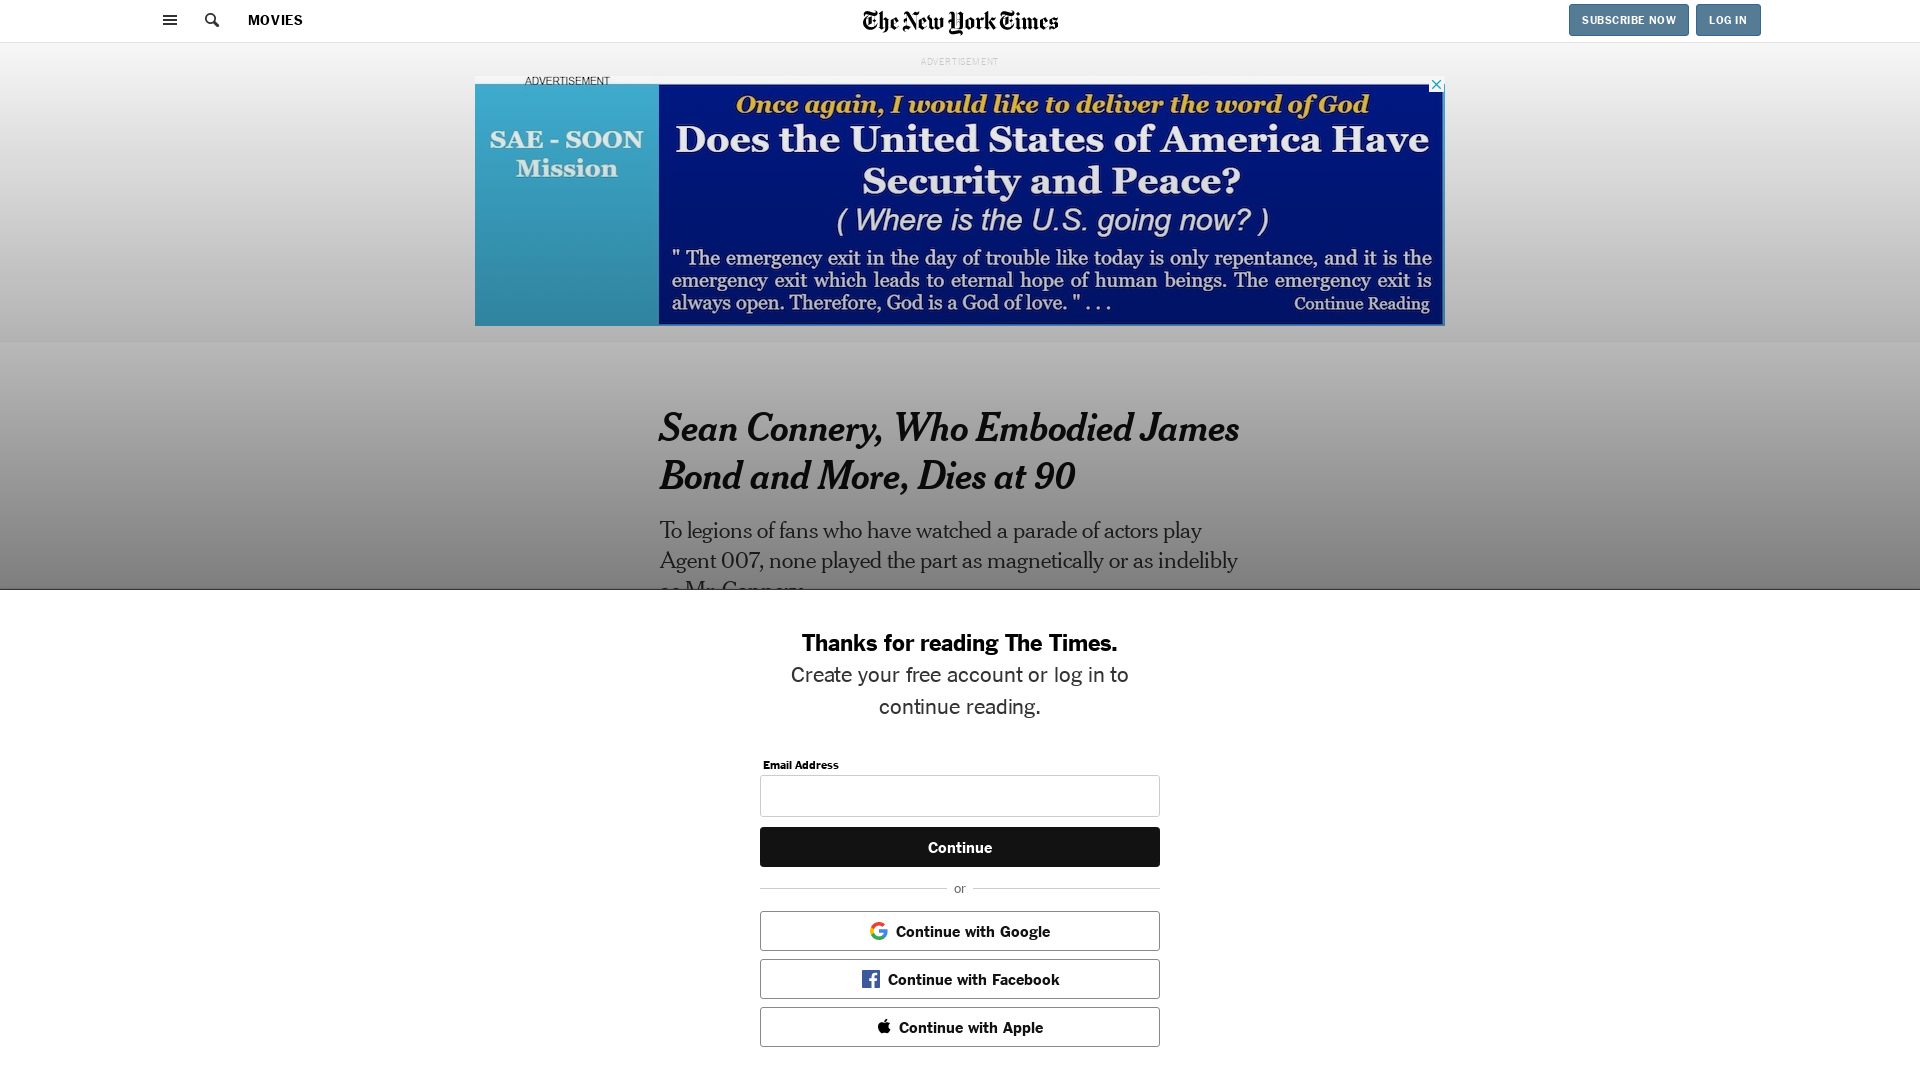 MOVIES
The New York Times
SUBSCRIBE NOW
LOG IN
ADVERTISEMENT
ADVERTISEMENT
SAE - SOON
Mission
Once again, I would like to deliver the word of God
Does the United States of America Have
Security and Peace?
( Where is the U.S. going now? )
" The emergency exit in the day of trouble like today is only repentance, and it is the
emergency exit which leads to eternal hope of human beings. The emergency exit is
always open. Therefore, God is a God of love. " . . .
Continue Reading
Sean Connery, Who Embodied James
Bond and More, Dies at 90
To legions of fans who have watched a parade of actors play
Agent 007, none played the part as magnetically or as indelibly
as Mr. Connery.
Thanks for reading The Times.
Create your free account or log in to
continue reading.
Email Address
Continue
or
Continue with Google
Continue with Facebook
Continue with Apple